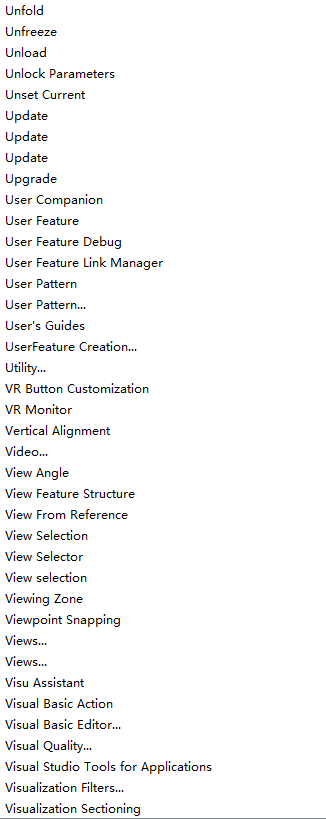 Unfold
Unfreeze
Unload
Unlock Parameters
Unset Current
Update
Update
Update
Upgrade
User Companion
User Feature
User Feature Debug
User Feature Link Manager
User Pattern
User Pattern...
User's Guides
UserFeature Creation...
Utility...
VR Button Customization
VR Monitor
Vertical Alignment
Video...
View Angle
View Feature Structure
View From Reference
View Selection
View Selector
View selection
Viewing Zone
Viewpoint Snapping
Views...
Views...
Visu Assistant
Visual Basic Action
Visual Basic Editor...
Visual Quality...
Visual Studio Tools for Applications
Visualization Filters...
Visualization Sectioning